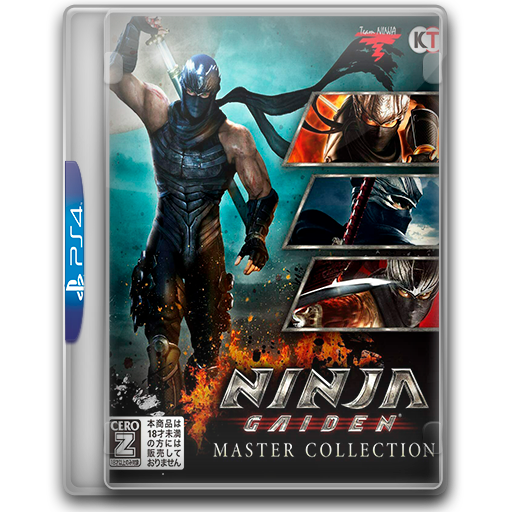 Team NINJA
KT
PS4
NINJA
GAIDEN
MASTER COLLECTION
CERO
Z
本商品は
18才未満
の方には
販売して
おりません